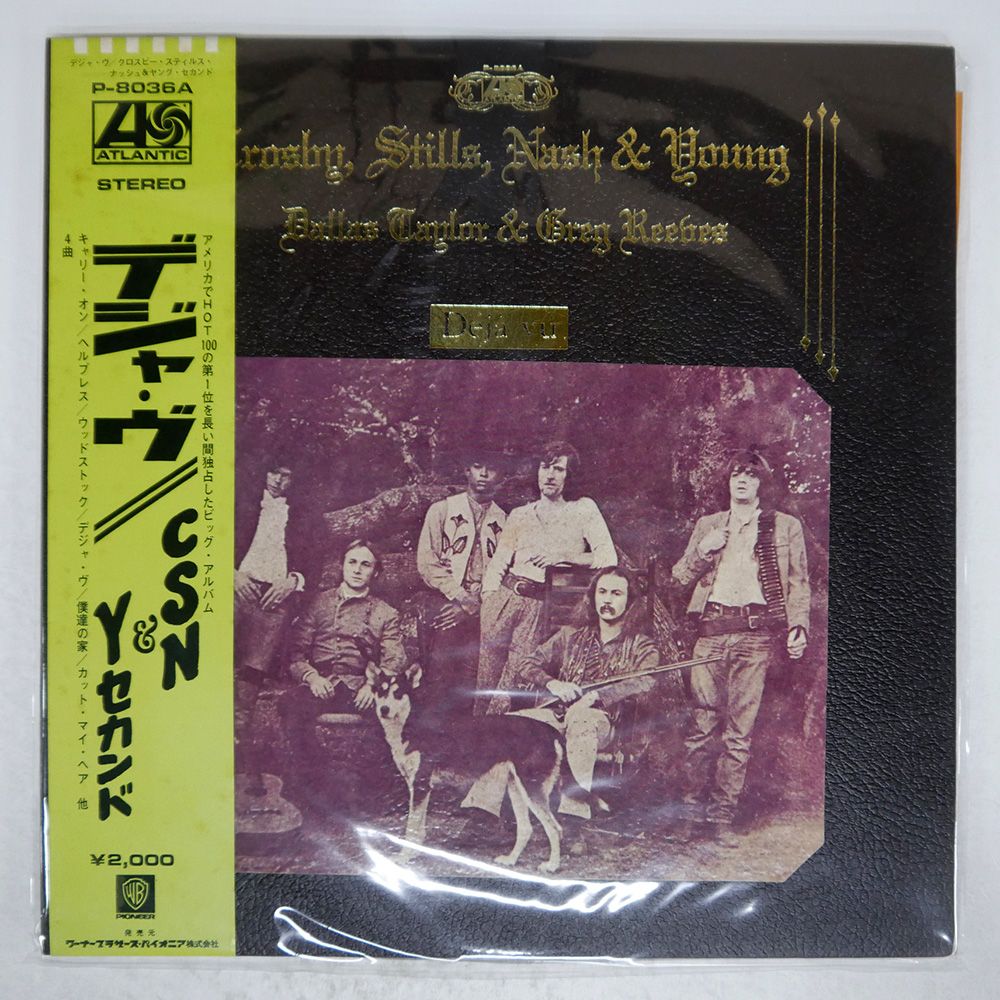 デジャ・ヴ/クロスビー・スティルス・
ナッシュ&ヤング・セカンド
P-8036A
ATLANTIC
STEREO
デジャ・ヴ/CSN&Yセカンド
アメリカでHOT100の第1位を長い間独占したビッグ・アルバム
キャリー・オン/ヘルプレス/ウッドストック/デジャ・ヴ/僕達の家/カット・マイ・ヘア 他
4曲
¥2,000
WB
PIONEER
発売元
ワーナーブラザーズ・パイオニア株式会社
P-8036A
Crosby, Stills, Nash & Young
Dallas Taylor & Greg Reeves
Déjà vu